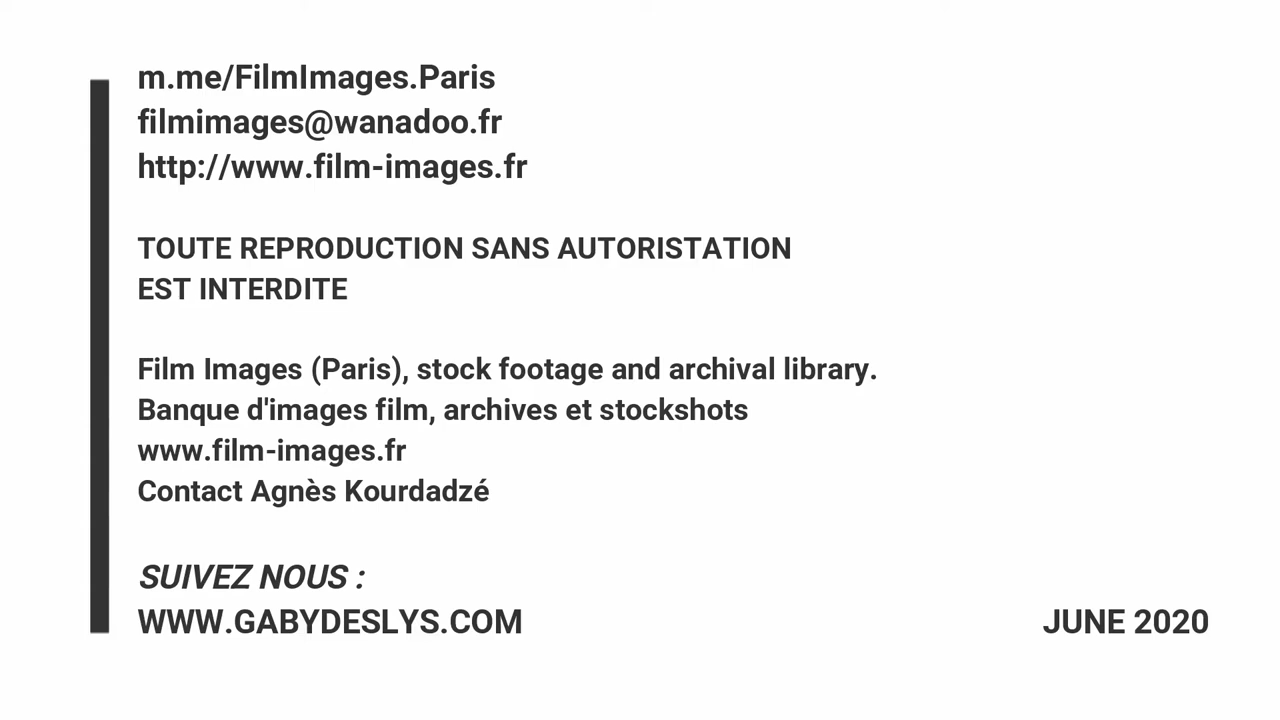 m.me/FilmImages.Paris
filmimages@wanadoo.fr
http://www.film-images.fr
TOUTE REPRODUCTION SANS AUTORISTATION
EST INTERDITE
Film Images (Paris), stock footage and archival library.
Banque d'images film, archives et stockshots
www.film-images.fr
Contact Agnès Kourdadzé
SUIVEZ NOUS :
WWW.GABYDESLYS.COM
JUNE 2020